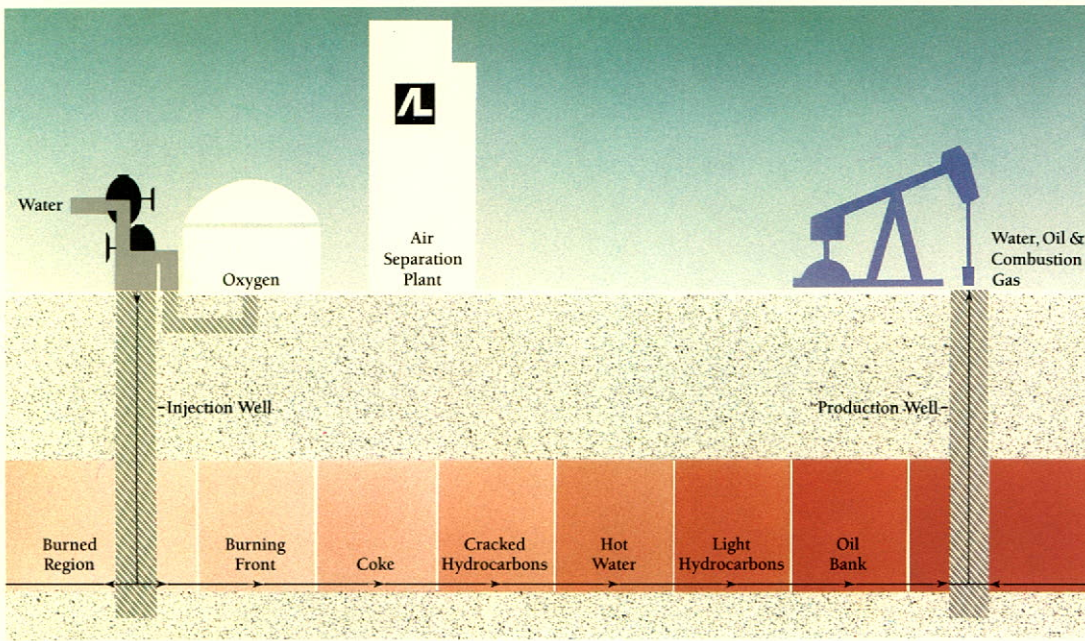 Water
Oxygen
AL
Air
Separation
Plant
Water, Oil &
Combustion
Gas
Injection Well
Production Well
Burned
Region
Burning
Front
Coke
Cracked
Hydrocarbons
Hot
Water
Light
Hydrocarbons
Oil
Bank